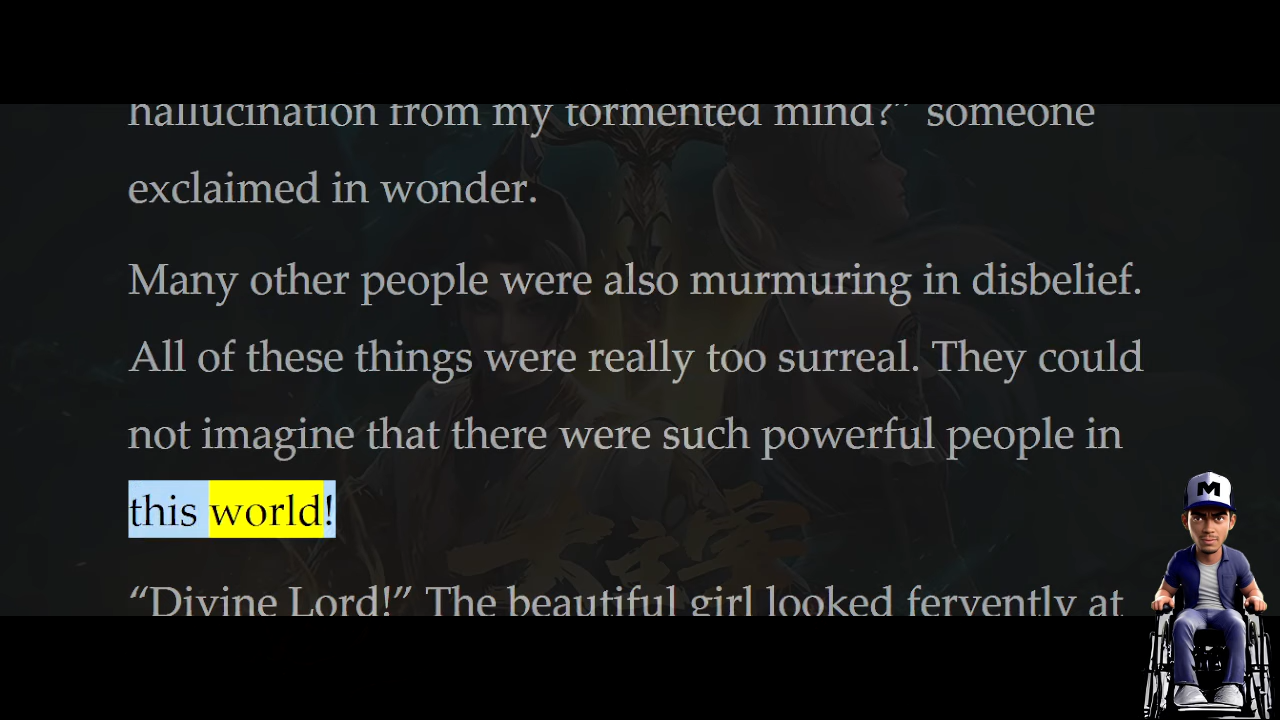 hallucination from my tormented mind?” someone
exclaimed in wonder.
Many other people were also murmuring in disbelief.
All of these things were really too surreal. They could
not imagine that there were such powerful people in
this world!
“Divine Lord!” The beautiful girl looked fervently at
M